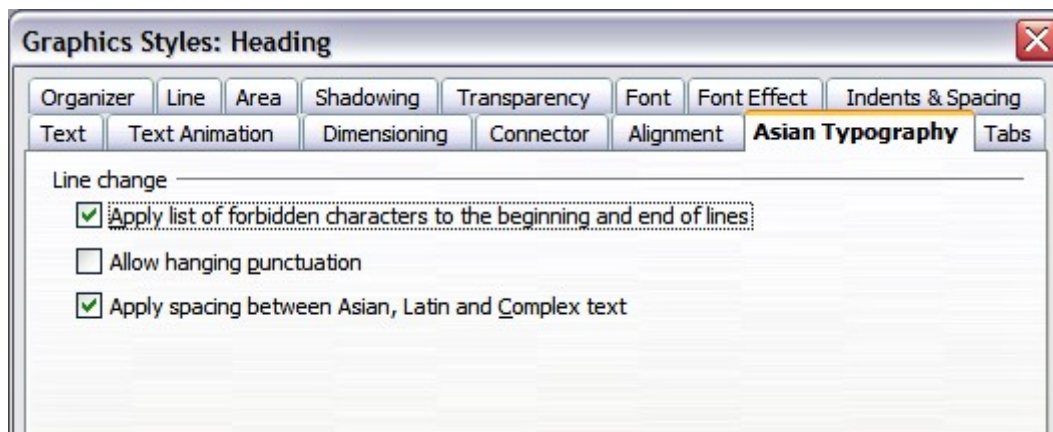 Graphics Styles: Heading
Organizer Line Area Shadowing Transparency Font Font Effect Indents & Spacing
Text Text Animation Dimensioning Connector Alignment Asian Typography Tabs
Line change
Apply list of forbidden characters to the beginning and end of lines
Allow hanging punctuation
Apply spacing between Asian, Latin and Complex text